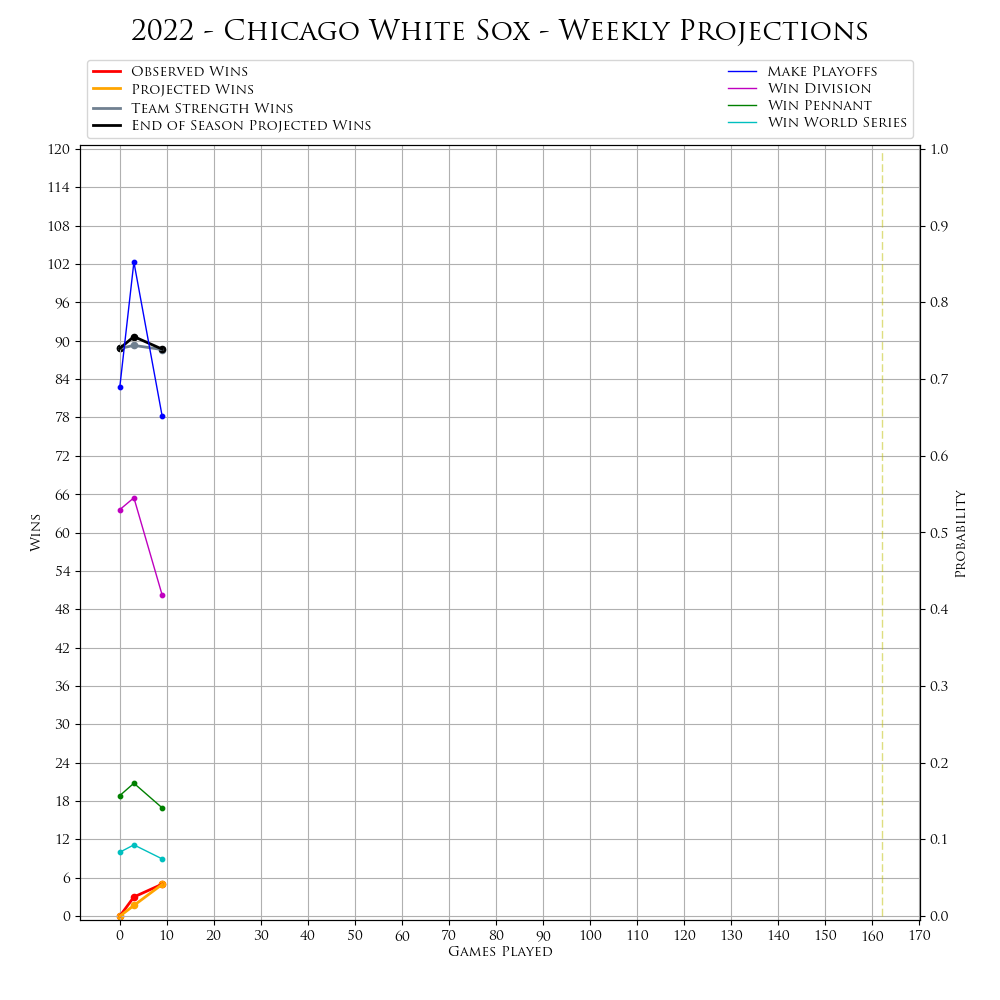 2022 - Chicago White Sox - Weekly Projections
Observed Wins
Projected Wins
Team Strength Wins
End of Season Projected Wins
Make Playoffs
Win Division
Win Pennant
Win World Series
120
114
108
102
96
90
84
78
72
66
60
54
48
42
36
30
24
18
12
6
0
Wins
1.0
0.9
0.8
0.7
0.6
0.5
0.4
0.3
0.2
0.1
0.0
Probability
0 10 20 30 40 50 60 70 80 90 100 110 120 130 140 150 160 170
Games Played